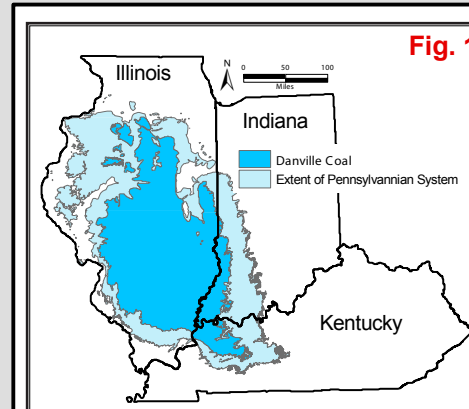 Fig. 1
Illinois
N
0 50 100
Miles
Indiana
Danville Coal
Extent of Pennsylvannian System
Kentucky